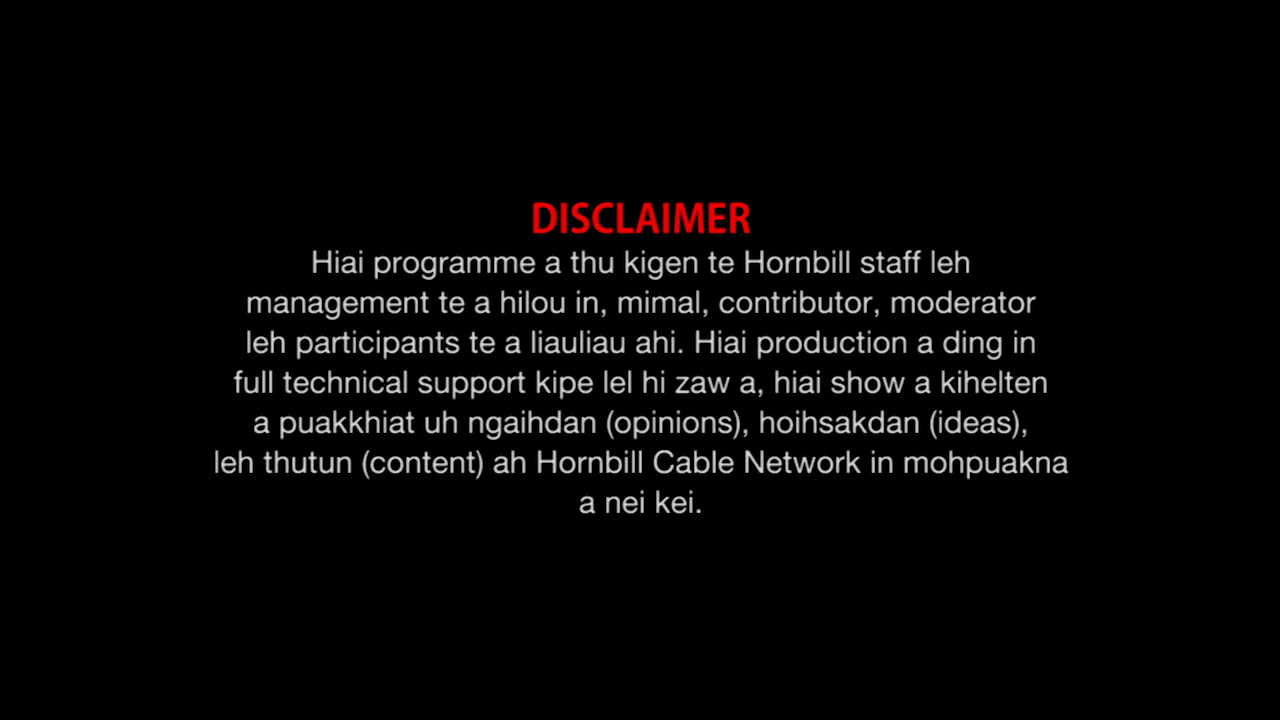 DISCLAIMER
Hiai programme a thu kigen te Hornbill staff leh
management te a hilou in, mimal, contributor, moderator
leh participants te a liauliau ahi. Hiai production a ding in
full technical support kipe lel hi zaw a, hiai show a kihelten
a puakkhiat uh ngaihdan (opinions), hoihsakdan (ideas),
leh thutun (content) ah Hornbill Cable Network in mohpuakna
a nei kei.